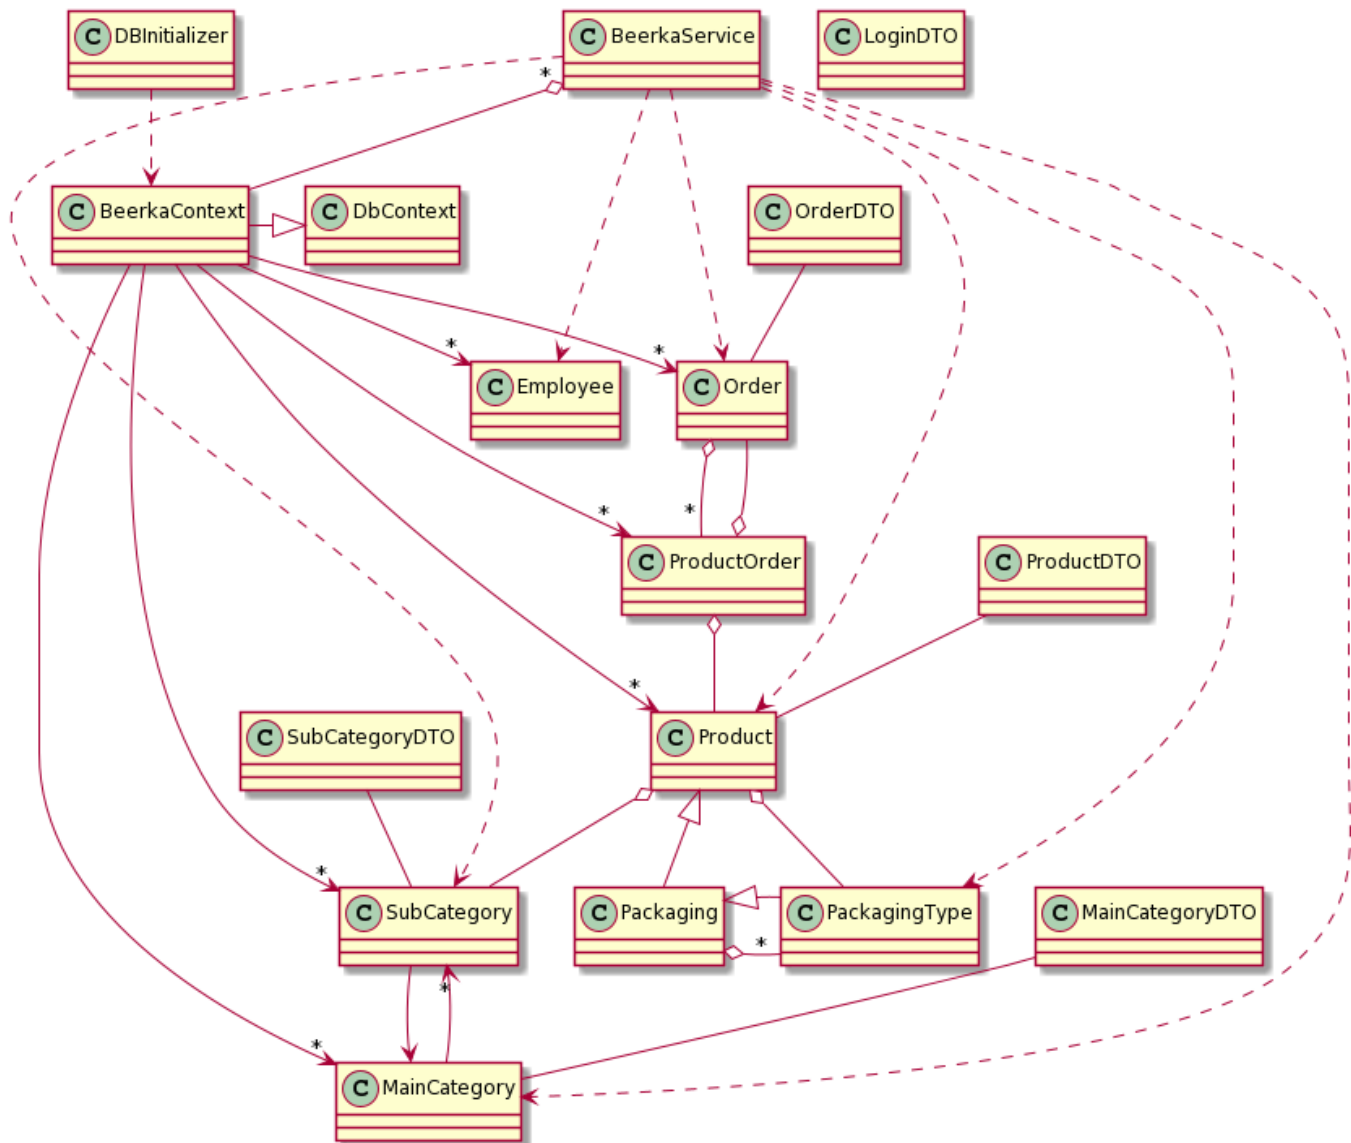 C DBInitializer
C BeerkaService
C LoginDTO
*
C BeerkaContext
C DbContext
C OrderDTO
*
*
C Employee
C Order
*
*
C ProductOrder
C ProductDTO
*
C SubCategoryDTO
C Product
*
C SubCategory
C Packaging
*
C PackagingType
C MainCategoryDTO
*
*
C MainCategory